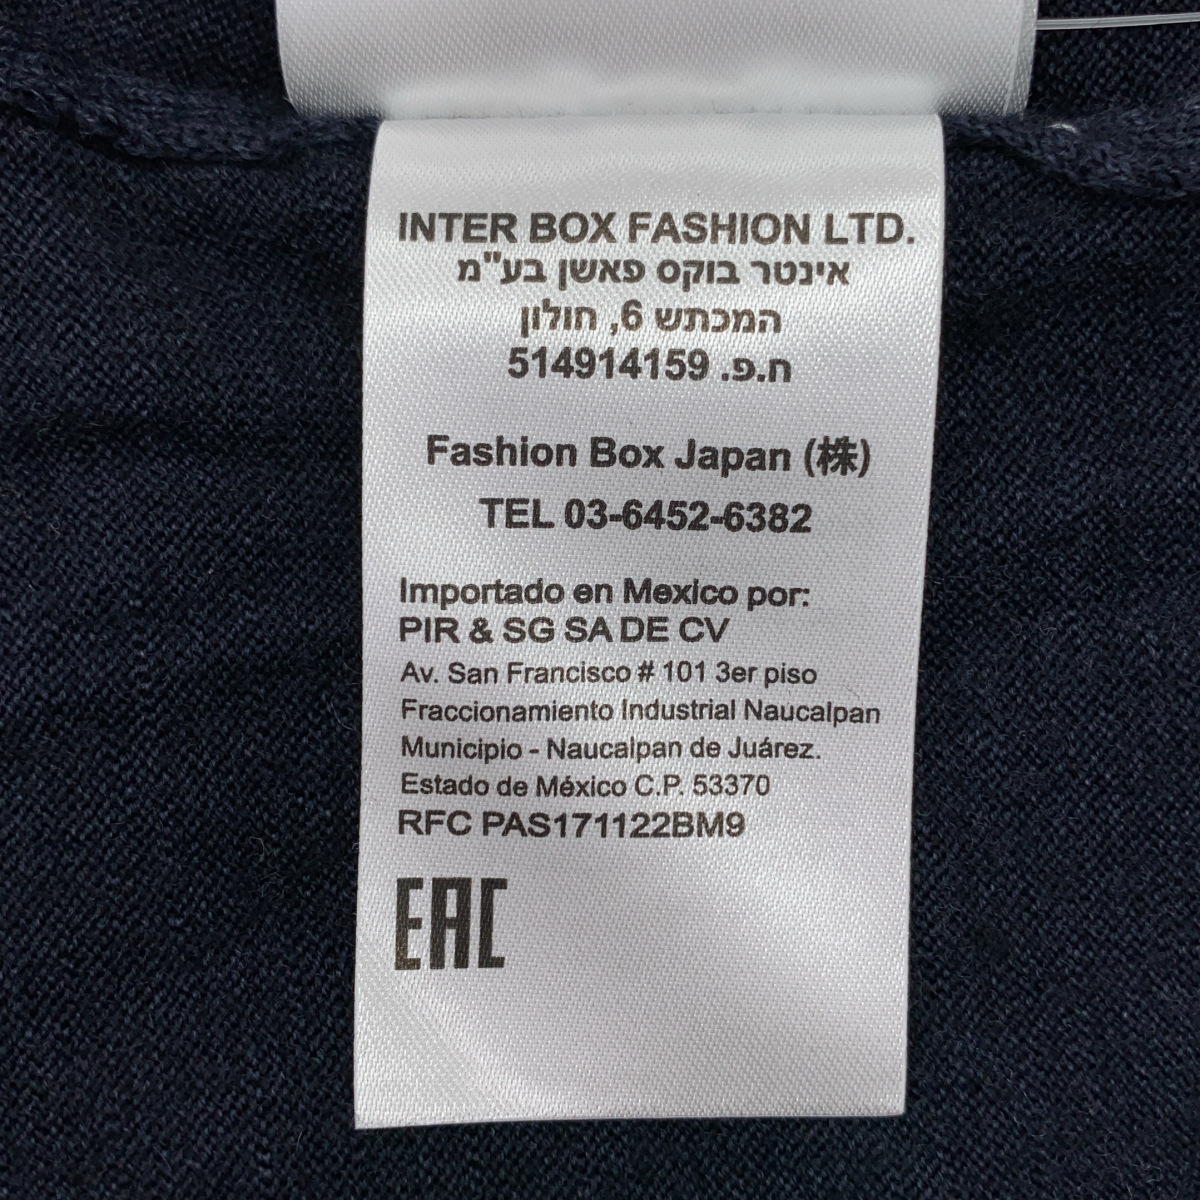 INTER BOX FASHION LTD.
אינטר בוקס פאשן בע"מ
המכתש 6, חולון
ח.פ. 514914159
Fashion Box Japan (株)
TEL 03-6452-6382
Importado en Mexico por:
PIR & SG SA DE CV
Av. San Francisco # 101 3er piso
Fraccionamiento Industrial Naucalpan
Municipio - Naucalpan de Juárez.
Estado de México C.P. 53370
RFC PAS171122BM9
EAC